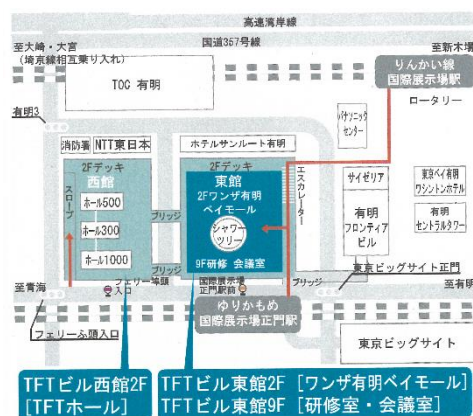 高速湾岸線
国道357号線
至大崎・大宮
(埼京線相互乗り入れ)
至新木場
りんかい線
国際展示場駅
TOC 有明
ロータリー
有明3
パナソニック
センター
消防署
NTT東日本
ホテルサンルート有明
2Fデッキ
西館
2Fデッキ
東館
2Fワンザ有明
ベイモール
エスカレーター
サイゼリア
東京ベイ有明
ワシントンホテル
スロープ
ホール500
ホール300
ホール1000
ブリッジ
シャワー
ツリー
有明
フロンティア
ビル
有明
セントラルタワー
9F研修 会議室
ブリッジ
ブリッジ
東京ビッグサイト正門
至青海
フェリー埠頭
入口
国際展示場
正門駅前
至有明
ゆりかもめ
国際展示場正門駅
フェリーふ頭入口
東京ビッグサイト
TFTビル西館2F
[TFTホール]
TFTビル東館2F [ワンザ有明ベイモール]
TFTビル東館9F [研修室・会議室]